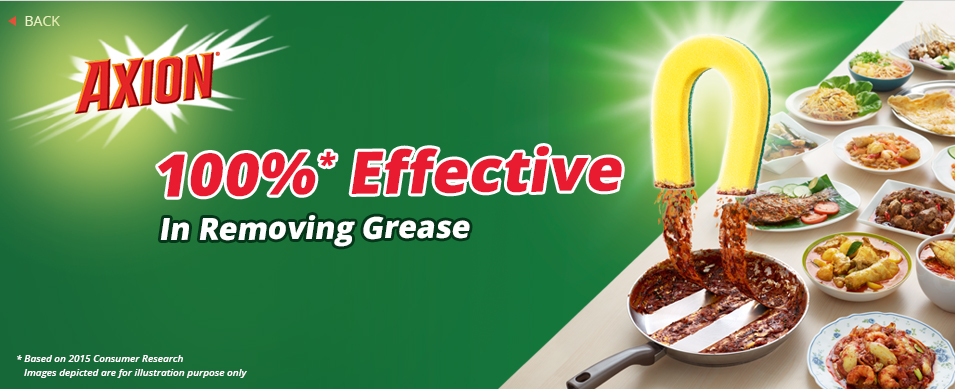 BACK
AXION
100%* Effective
In Removing Grease
* Based on 2015 Consumer Research
Images depicted are for illustration purpose only